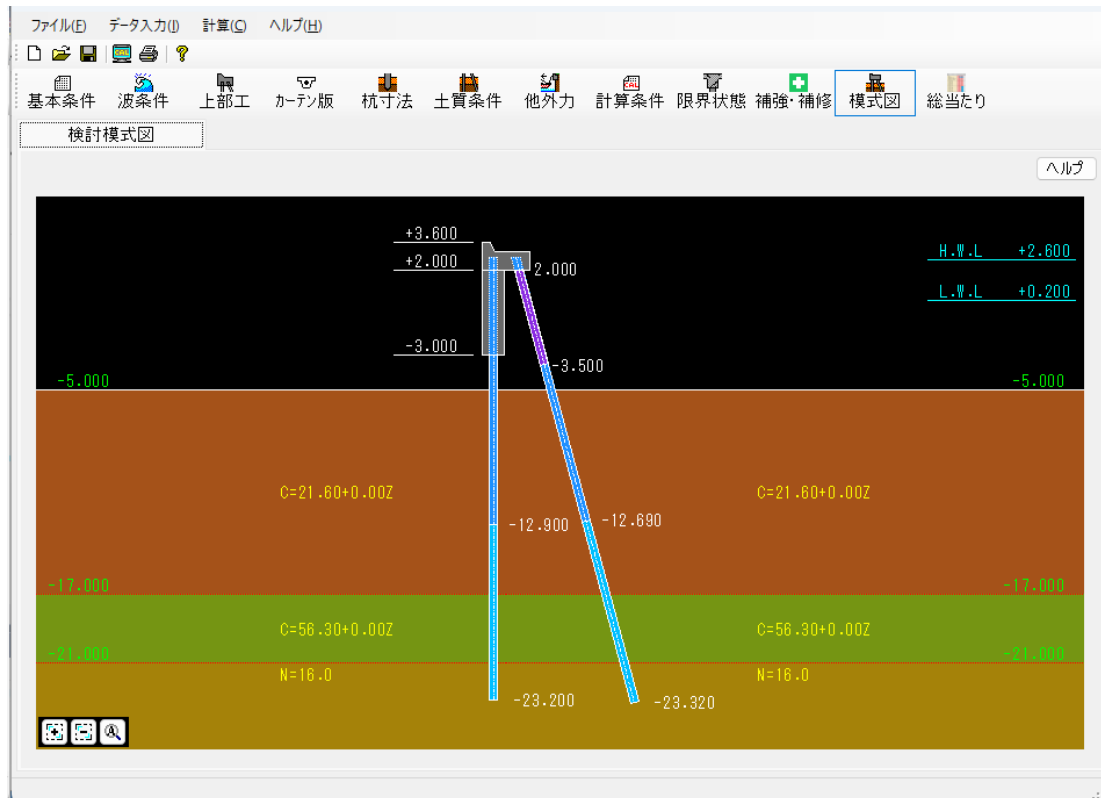 ファイル(F) データ入力(I) 計算(C) ヘルプ(H)
基本条件 波条件 上部工 カーテン版 杭寸法 土質条件 他外力 計算条件 限界状態 補強・補修 模式図 総当たり
検討模式図
ヘルプ
+3.600
H.W.L +2.600
+2.000
2.000
L.W.L +0.200
-3.000
-3.500
-5.000 -5.000
C=21.60+0.00Z C=21.60+0.00Z
-12.900 -12.690
-17.000 -17.000
C=56.30+0.00Z C=56.30+0.00Z
-21.000 -21.000
N=16.0 N=16.0
-23.200 -23.320